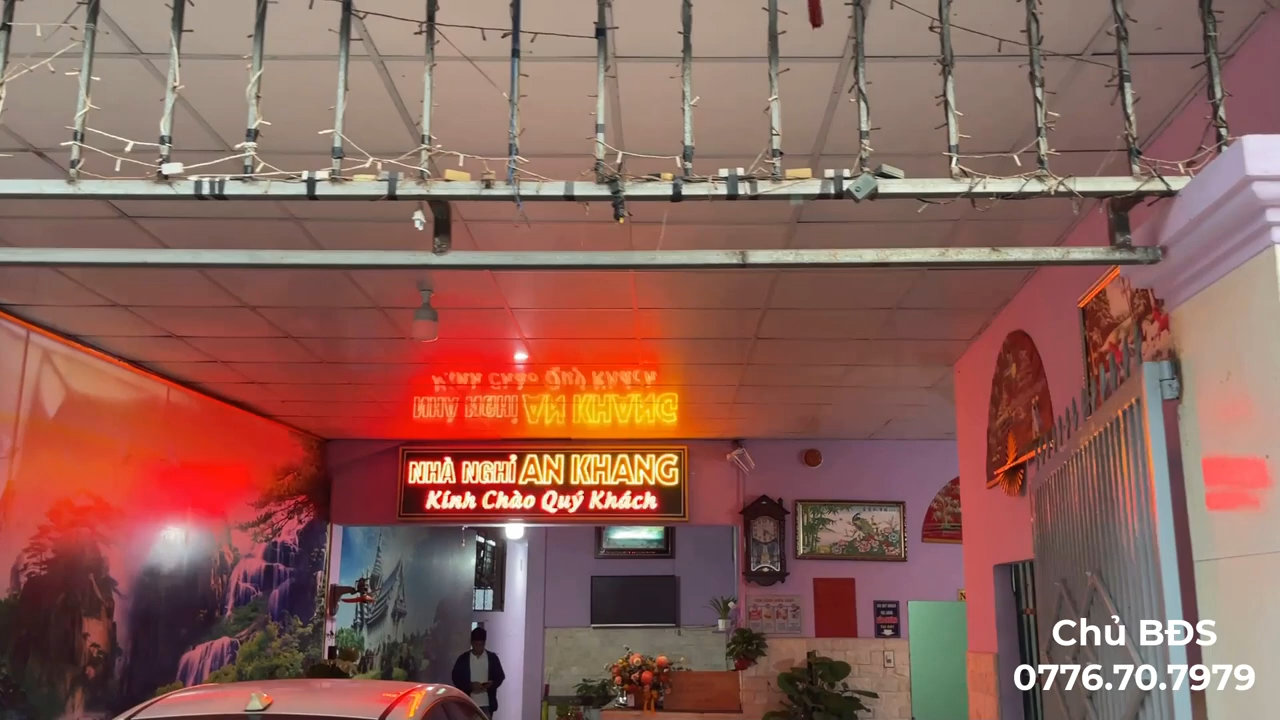 NHÀ NGHỈ AN KHANG
Kính Chào Quý Khách
Chủ BĐS
0776.70.7979